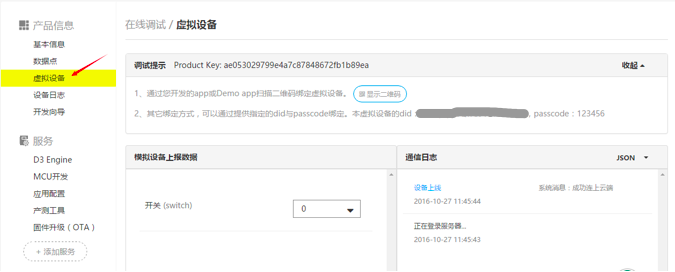 产品信息
基本信息
数据点
虚拟设备
设备日志
开发向导
服务
D3 Engine
MCU开发
应用配置
产测工具
固件升级（OTA）
+ 添加服务
在线调试 / 虚拟设备
调试提示 Product Key: ae053029799e4a7c87848672fb1b89ea 收起
1、通过您开发的app或Demo app扫描二维码绑定虚拟设备。 显示二维码
2、其它绑定方式，可以通过提供指定的did与passcode绑定。本虚拟设备的did： , passcode：123456
模拟设备上报数据
开关 (switch) 0
通信日志 JSON
设备上线 系统消息：成功连上云端
2016-10-27 11:45:44
正在登录服务器...
2016-10-27 11:45:43